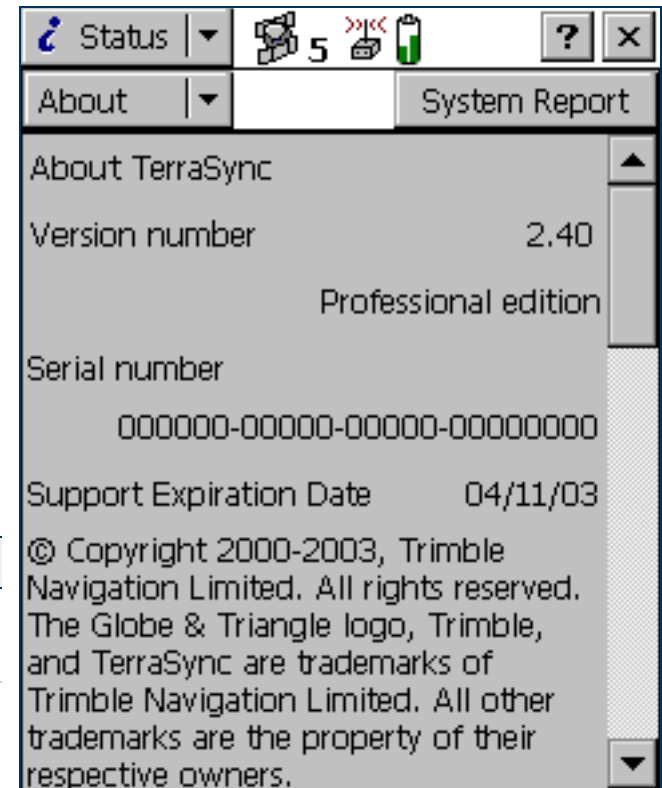 i Status
5
?
×
About
System Report
About TerraSync
Version number 2.40
Professional edition
Serial number
000000-00000-00000-00000000
Support Expiration Date 04/11/03
© Copyright 2000-2003, Trimble
Navigation Limited. All rights reserved.
The Globe & Triangle logo, Trimble,
and TerraSync are trademarks of
Trimble Navigation Limited. All other
trademarks are the property of their
respective owners.